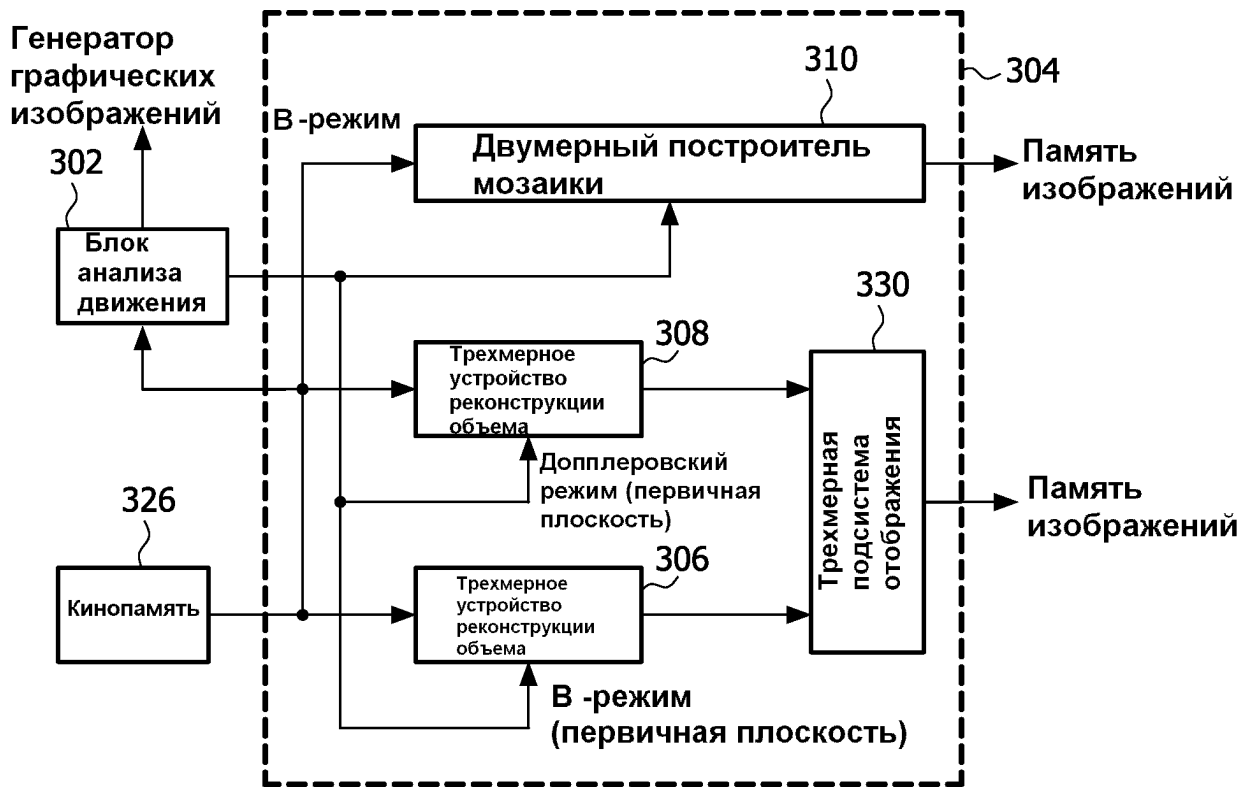 Генератор
графических
изображений
302
Блок
анализа
движения
326
Кинопамять
304
В -режим
310
Двумерный построитель
мозаики
Память
изображений
308
Трехмерное
устройство
реконструкции
объема
Допплеровский
режим (первичная
плоскость)
306
Трехмерное
устройство
реконструкции
объема
В -режим
(первичная плоскость)
330
Трехмерная
подсистема
отображения
Память
изображений